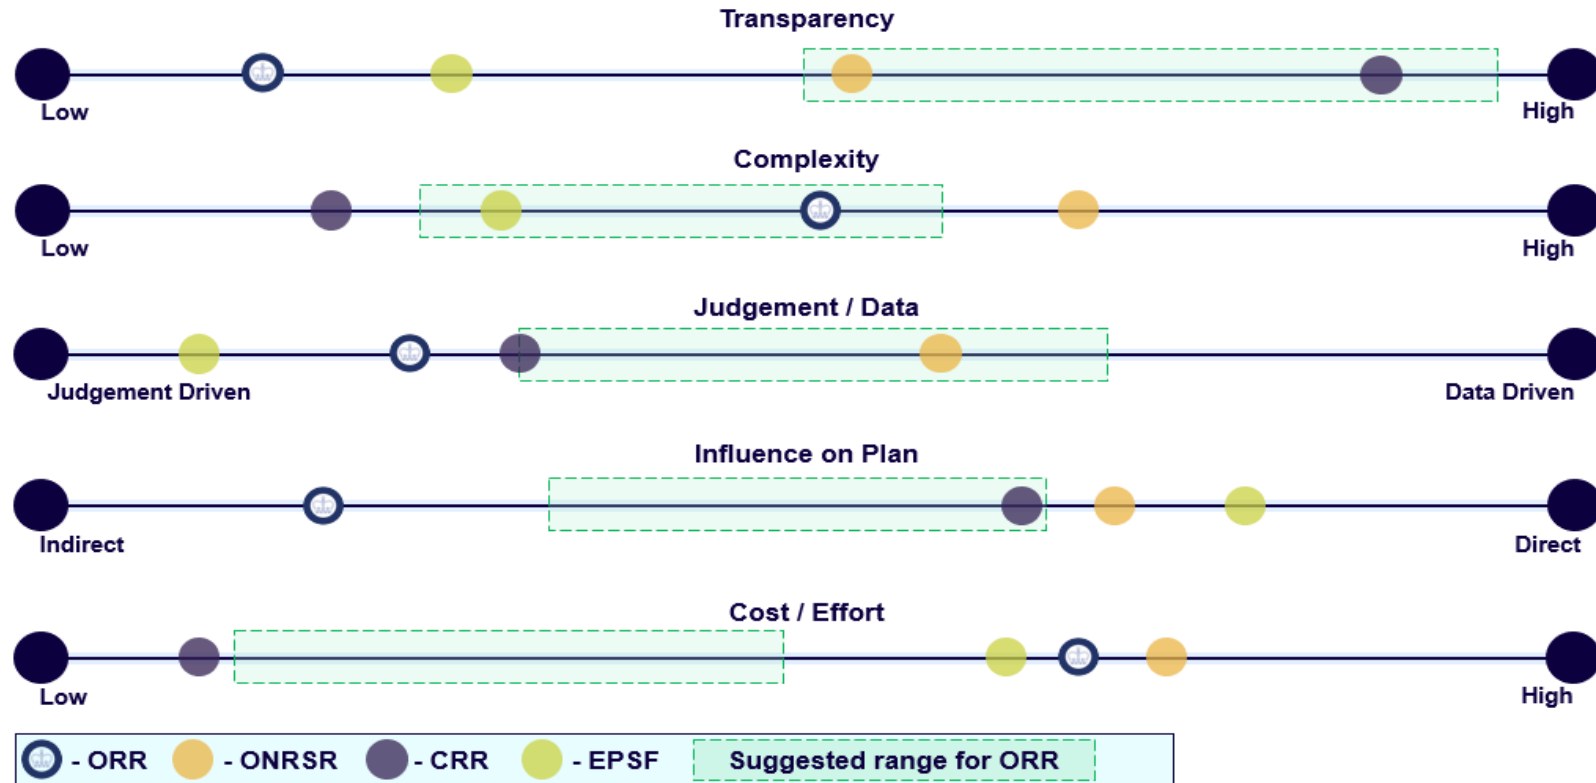 Transparency
Low
High
Complexity
Low
High
Judgement / Data
Judgement Driven
Data Driven
Influence on Plan
Indirect
Direct
Cost / Effort
Low
High
- ORR - ONRSR - CRR - EPSF Suggested range for ORR